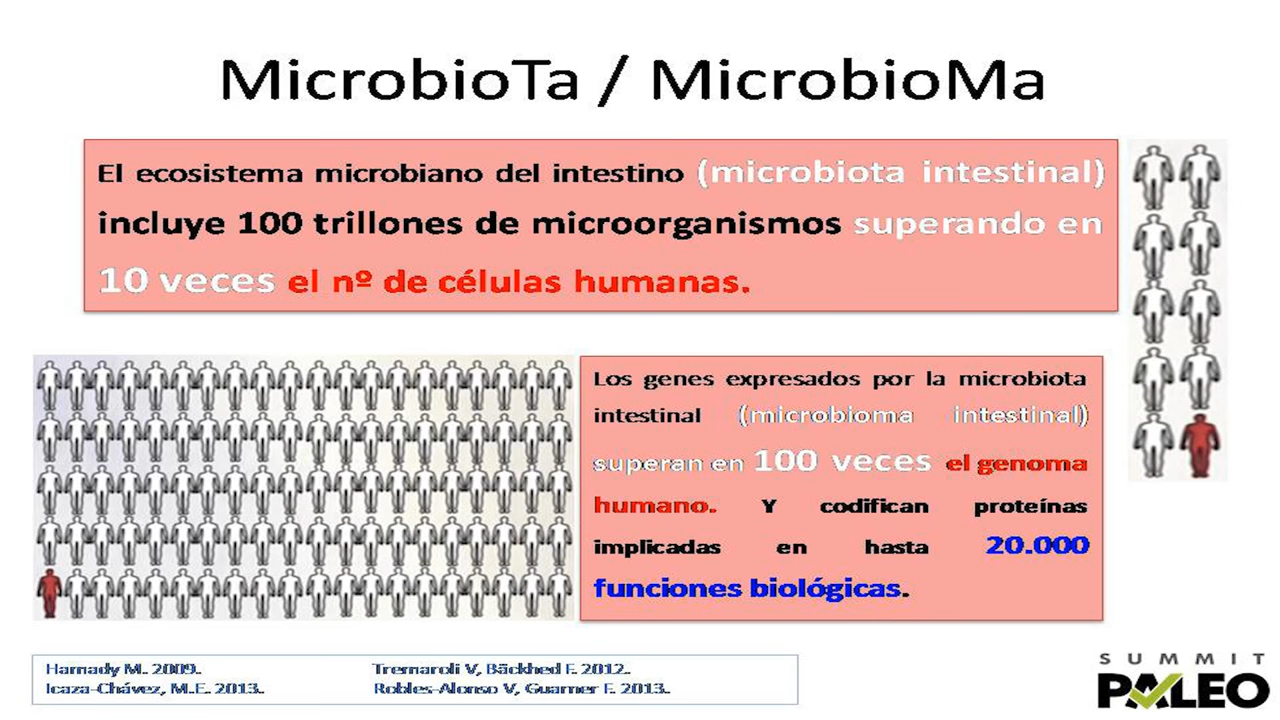 MicrobioTa / MicrobioMa
El ecosistema microbiano del intestino (microbiota intestinal)
incluye 100 trillones de microorganismos superando en
10 veces el nº de células humanas.
Los genes expresados por la microbiota
intestinal (microbioma intestinal)
superan en 100 veces el genoma
humano. Y codifican proteínas
implicadas en hasta 20.000
funciones biológicas.
Hamady M. 2009.
Tremaroli V, Bäckhed F. 2012.
Icaza-Chávez, M.E. 2013.
Robles-Alonso V, Guarner F. 2013.
SUMMIT
PALEO